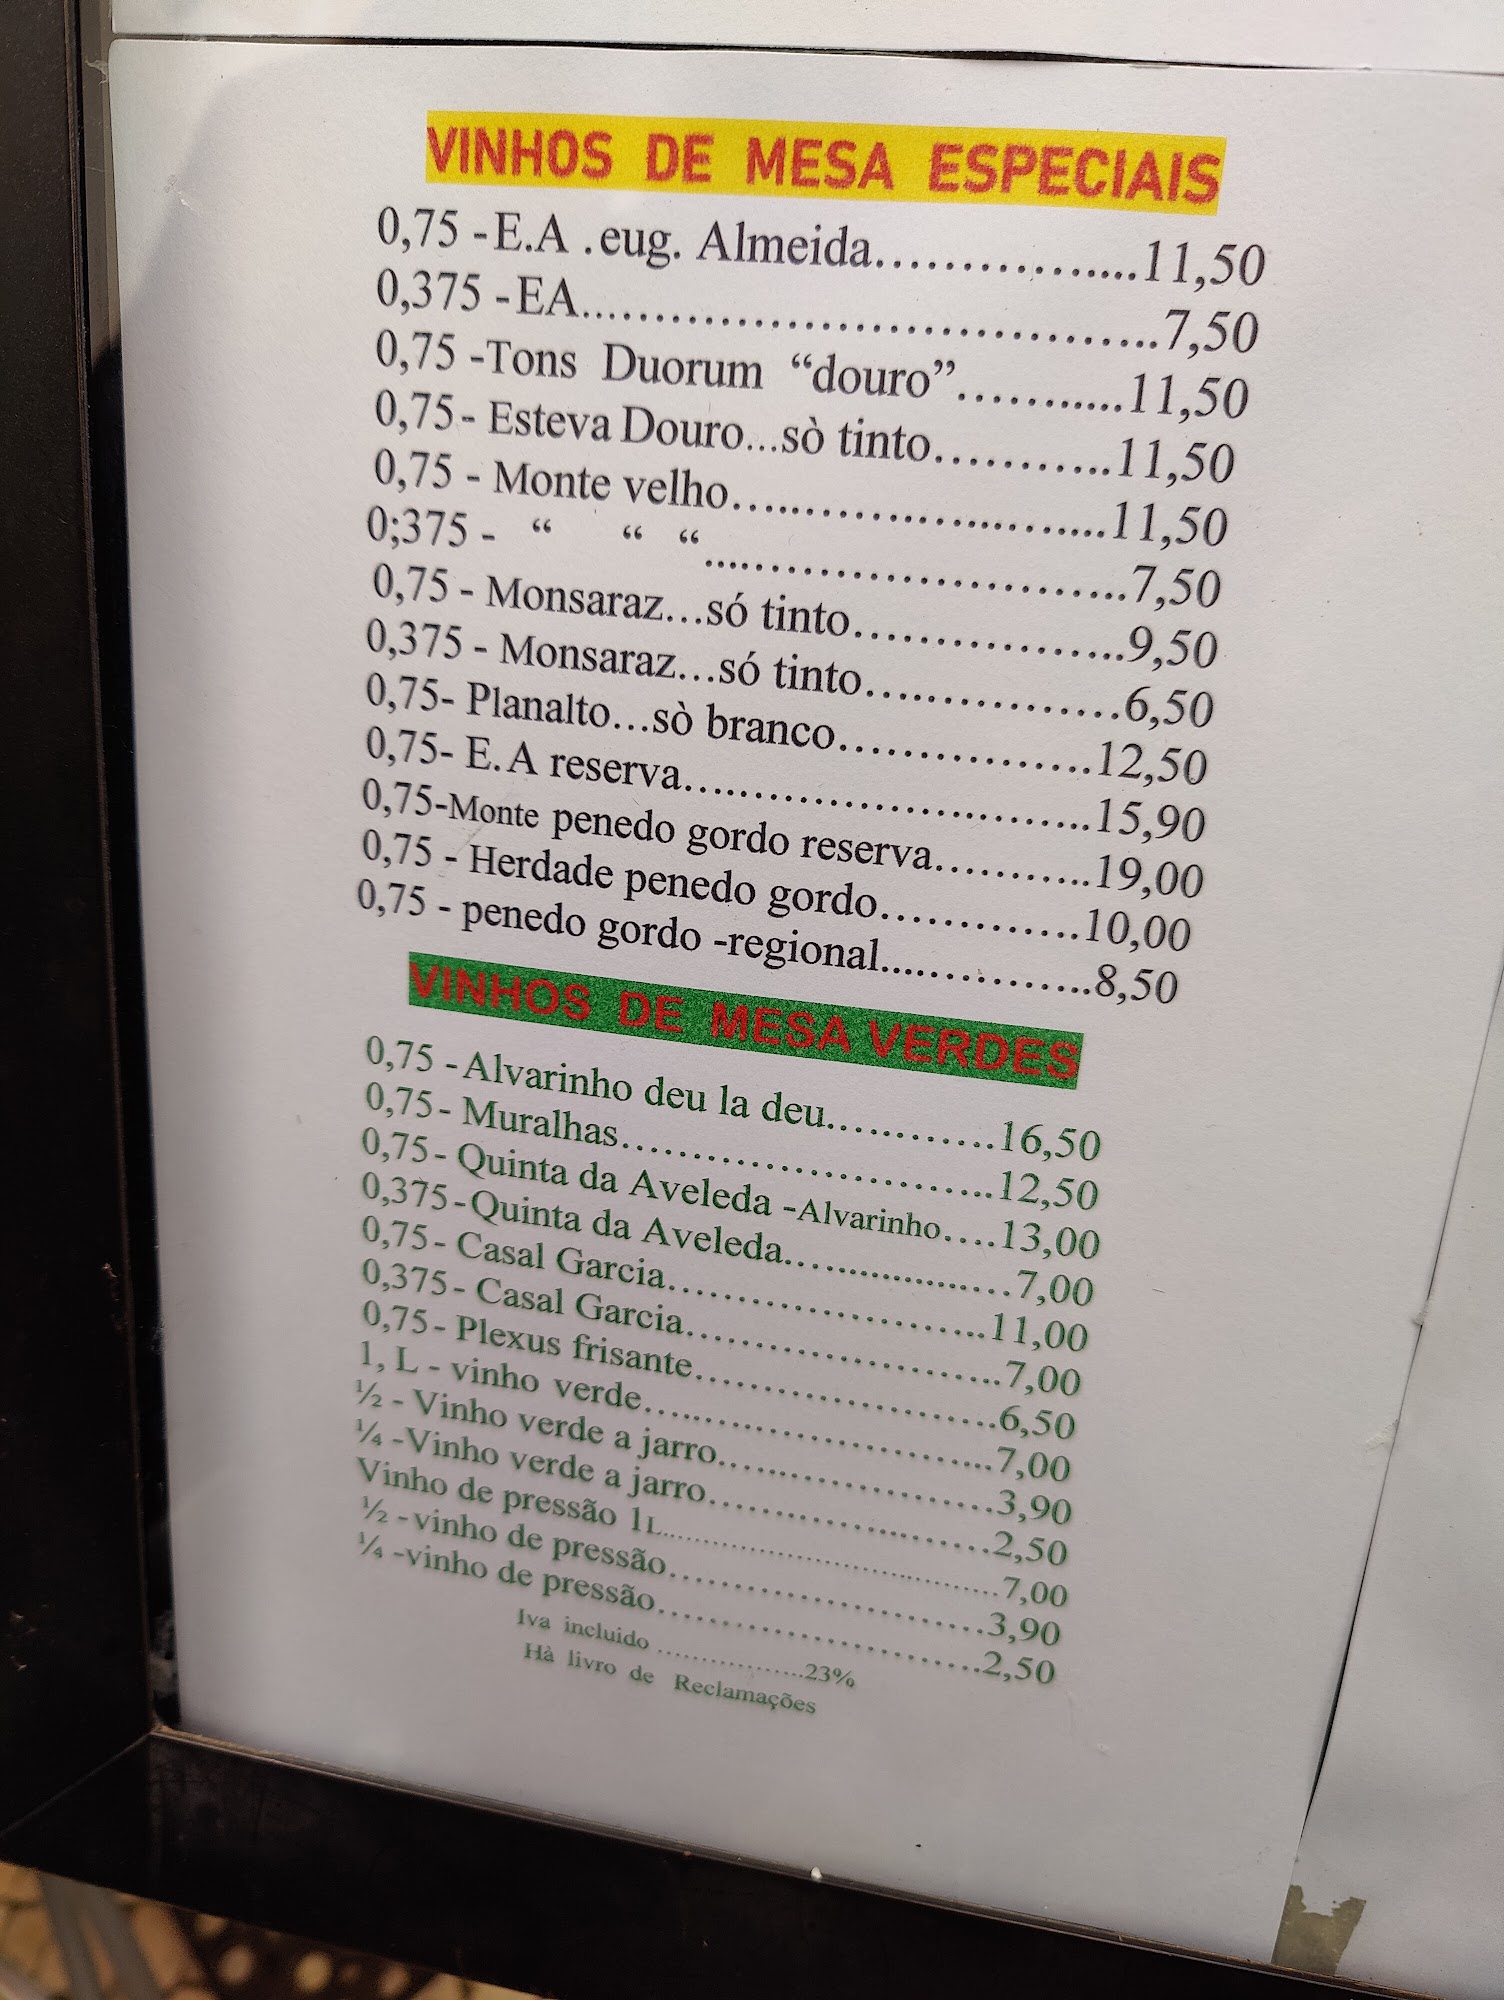 VINHOS DE MESA ESPECIAIS
0,75 -E.A .eug. Almeida.....................11,50
0,375 -EA..............................................7,50
0,75 -Tons Duorum “douro”..............11,50
0,75- Esteva Douro...sò tinto..............11,50
0,75 - Monte velho..............................11,50
0;375 - “ “ “..................................7,50
0,75 - Monsaraz...só tinto....................9,50
0,375 - Monsaraz...só tinto..................6,50
0,75- Planalto...sò branco...................12,50
0,75- E.A reserva................................15,90
0,75-Monte penedo gordo reserva...........19,00
0,75 - Herdade penedo gordo...............10,00
0,75 - penedo gordo -regional................8,50
VINHOS DE MESA VERDES
0,75 -Alvarinho deu la deu..............16,50
0,75- Muralhas..............................12,50
0,75- Quinta da Aveleda -Alvarinho....13,00
0,375-Quinta da Aveleda...................7,00
0,75- Casal Garcia..........................11,00
0,375- Casal Garcia..........................7,00
0,75- Plexus frisante.........................6,50
1, L - vinho verde............................7,00
½ - Vinho verde a jarro......................3,90
¼ -Vinho verde a jarro.......................2,50
Vinho de pressão 1L.............................7,00
½ -vinho de pressão..........................3,90
¼ -vinho de pressão..........................2,50
Iva incluido ..................23%
Hà livro de Reclamações